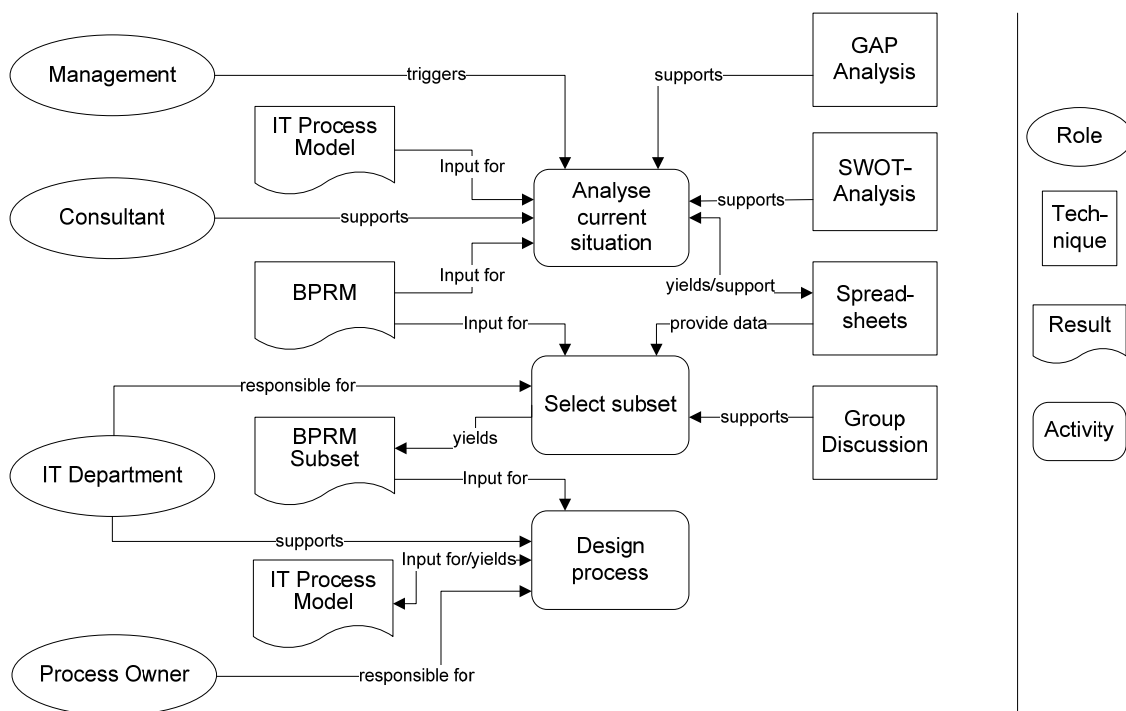 Management
triggers
IT Process
Model
Input for
Consultant
supports
BPRM
Input for
Input for
Analyse
current
situation
GAP
Analysis
supports
SWOT-
Analysis
supports
yields/support
Spread-
sheets
provide data
responsible for
Select subset
supports
Group
Discussion
yields
BPRM
Subset
Input for
IT Department
supports
Input for/yields
Design
process
IT Process
Model
Process Owner
responsible for
Role
Tech-
nique
Result
Activity